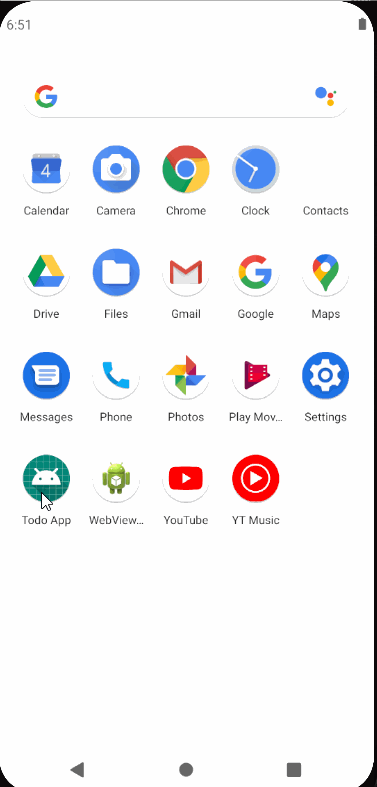 6:51
4
Calendar Camera Chrome Clock Contacts
Drive Files Gmail Google Maps
Messages Phone Photos Play Mov... Settings
Todo App WebView... YouTube YT Music